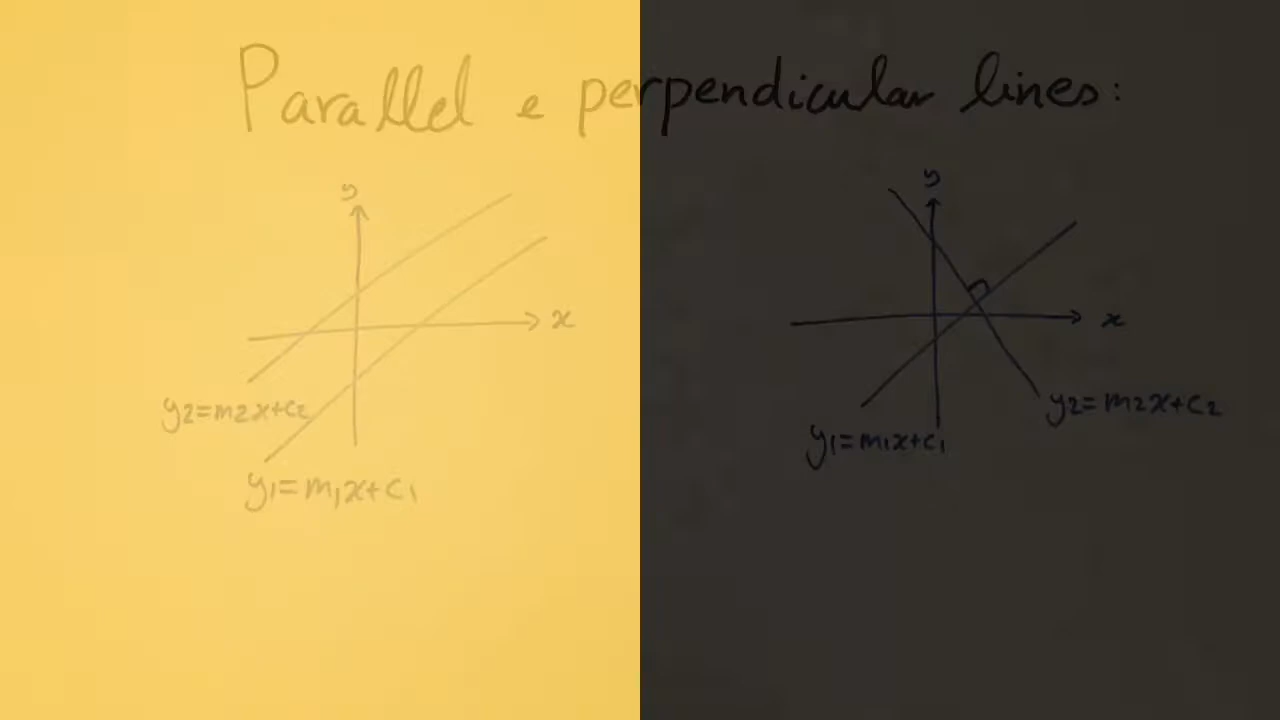 Parallel e perpendicular lines:
y
x
y2=m2x+c2
y1=m1x+c1
y
x
y1=m1x+c1
y2=m2x+c2